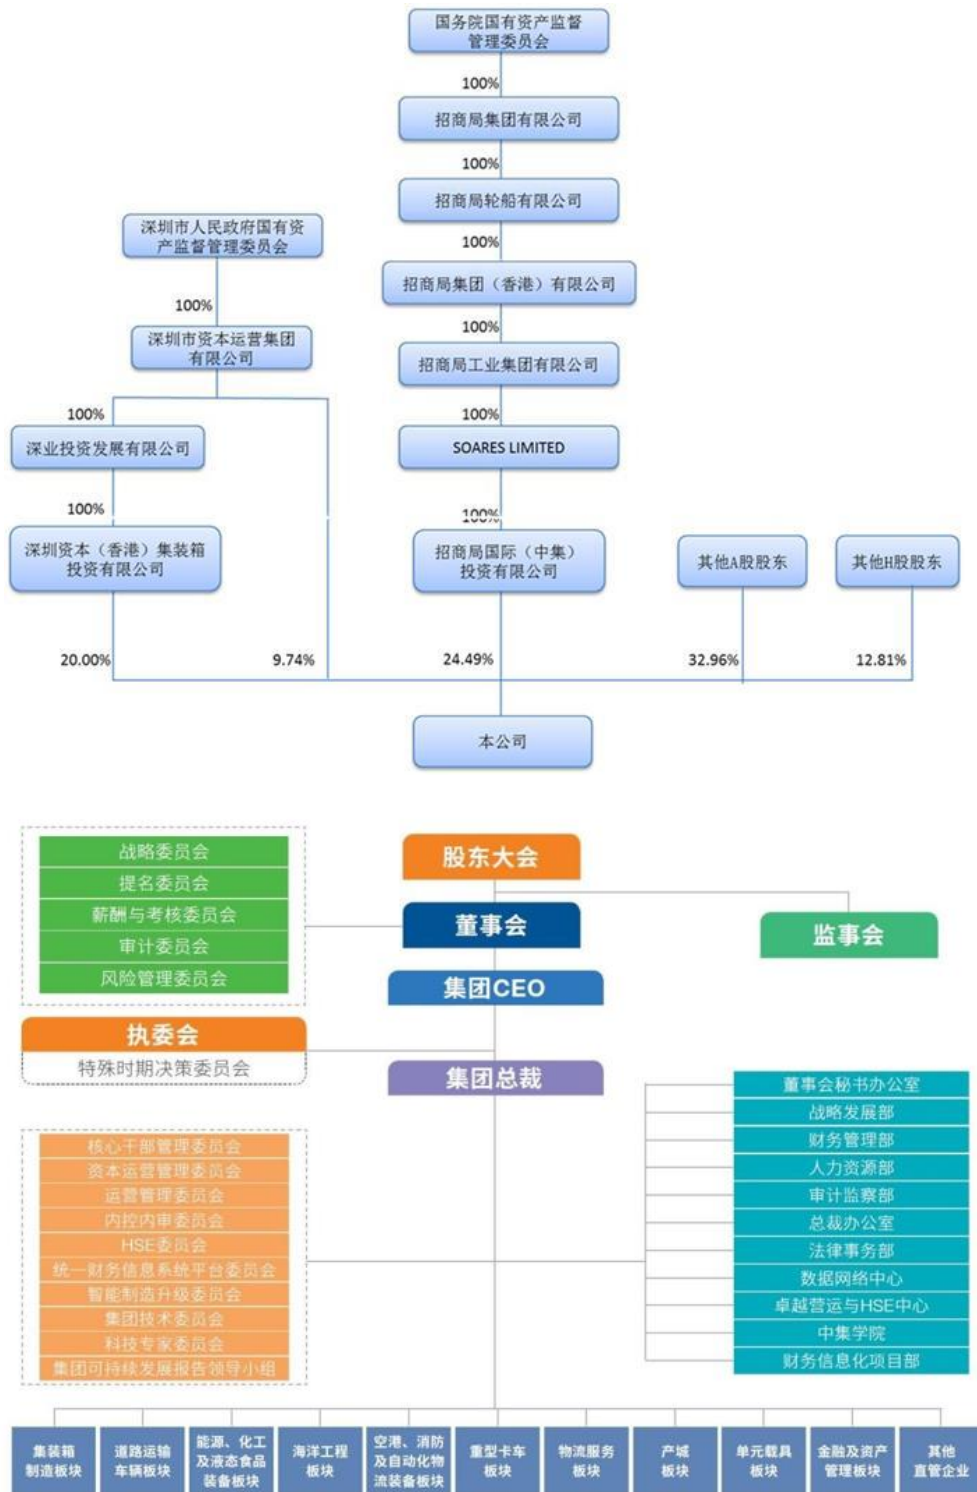 国务院国有资产监督
管理委员会
100%
招商局集团有限公司
100%
招商局轮船有限公司
100%
招商局集团（香港）有限公司
100%
招商局工业集团有限公司
100%
SOARES LIMITED
100%
招商局国际（中集）
投资有限公司
深圳市人民政府国有资
产监督管理委员会
100%
深圳市资本运营集团
有限公司
100%
深业投资发展有限公司
100%
深圳资本（香港）集装箱
投资有限公司
其他A股股东
其他H股股东
20.00%
9.74%
24.49%
32.96%
12.81%
本公司
战略委员会
提名委员会
薪酬与考核委员会
审计委员会
风险管理委员会
股东大会
董事会
监事会
集团CEO
执委会
特殊时期决策委员会
集团总裁
核心干部管理委员会
资本运营管理委员会
运营管理委员会
内控内审委员会
HSE委员会
统一财务信息系统平台委员会
智能制造升级委员会
集团技术委员会
科技专家委员会
集团可持续发展报告领导小组
董事会秘书办公室
战略发展部
财务管理部
人力资源部
审计监察部
总裁办公室
法律事务部
数据网络中心
卓越营运与HSE中心
中集学院
财务信息化项目部
集装箱
制造板块
道路运输
车辆板块
能源、化工
及液态食品
装备板块
海洋工程
板块
空港、消防
及自动化物
流装备板块
重型卡车
板块
物流服务
板块
产城
板块
单元载具
板块
金融及资产
管理板块
其他
直管企业